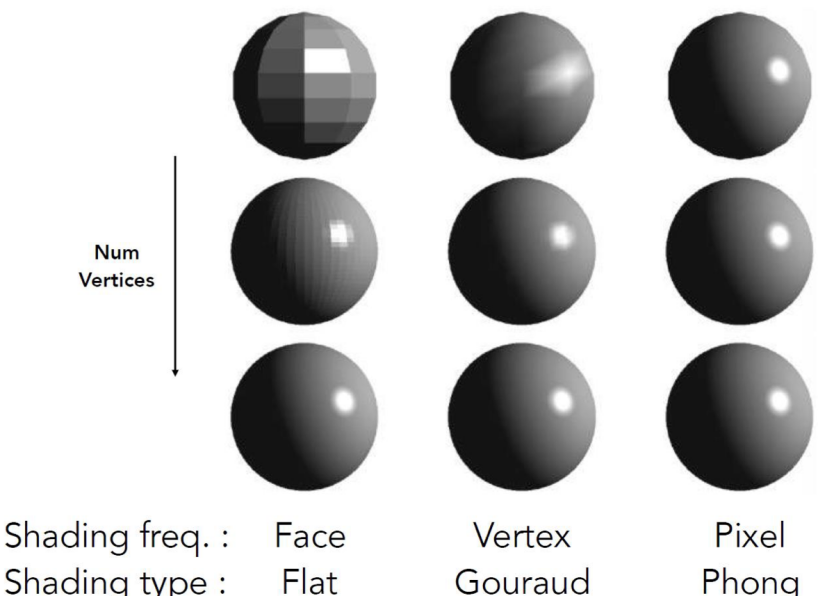 Num
Vertices
Shading freq. : Face Vertex Pixel
Shading type : Flat Gouraud Phong